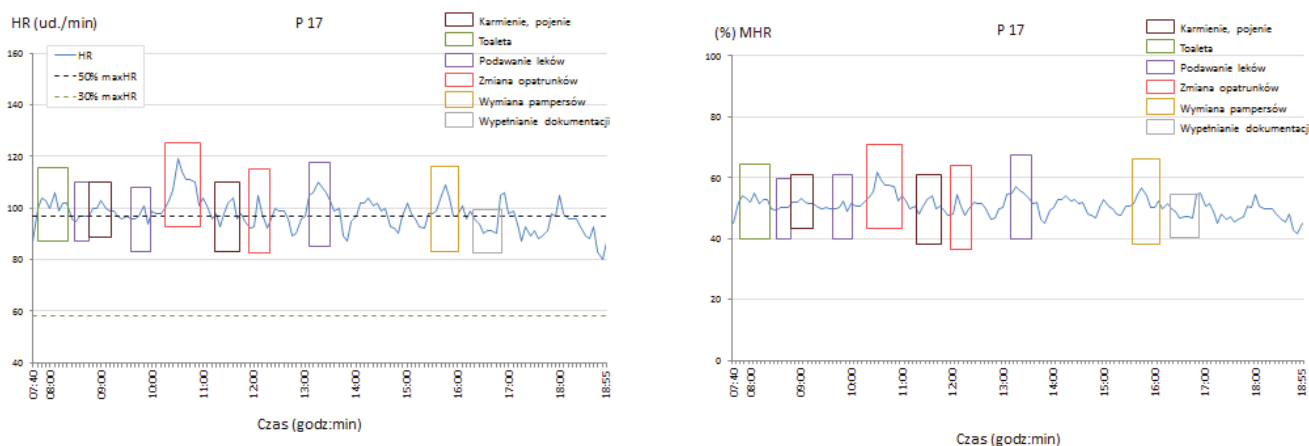 HR (ud./min)
P 17
Karmienie, pojenie
Toaleta
Podawanie leków
Zmiana opatrunków
Wymiana pampersów
Wypełnianie dokumentacji
HR
50% maxHR
30% maxHR
160
140
120
100
80
60
40
07:40
08:00
09:00
10:00
11:00
12:00
13:00
14:00
15:00
16:00
17:00
18:00
18:55
Czas (godz:min)
(%) MHR
P 17
Karmienie, pojenie
Toaleta
Podawanie leków
Zmiana opatrunków
Wymiana pampersów
Wypełnianie dokumentacji
100
80
60
40
20
0
07:40
08:00
09:00
10:00
11:00
12:00
13:00
14:00
15:00
16:00
17:00
18:00
18:55
Czas (godz:min)